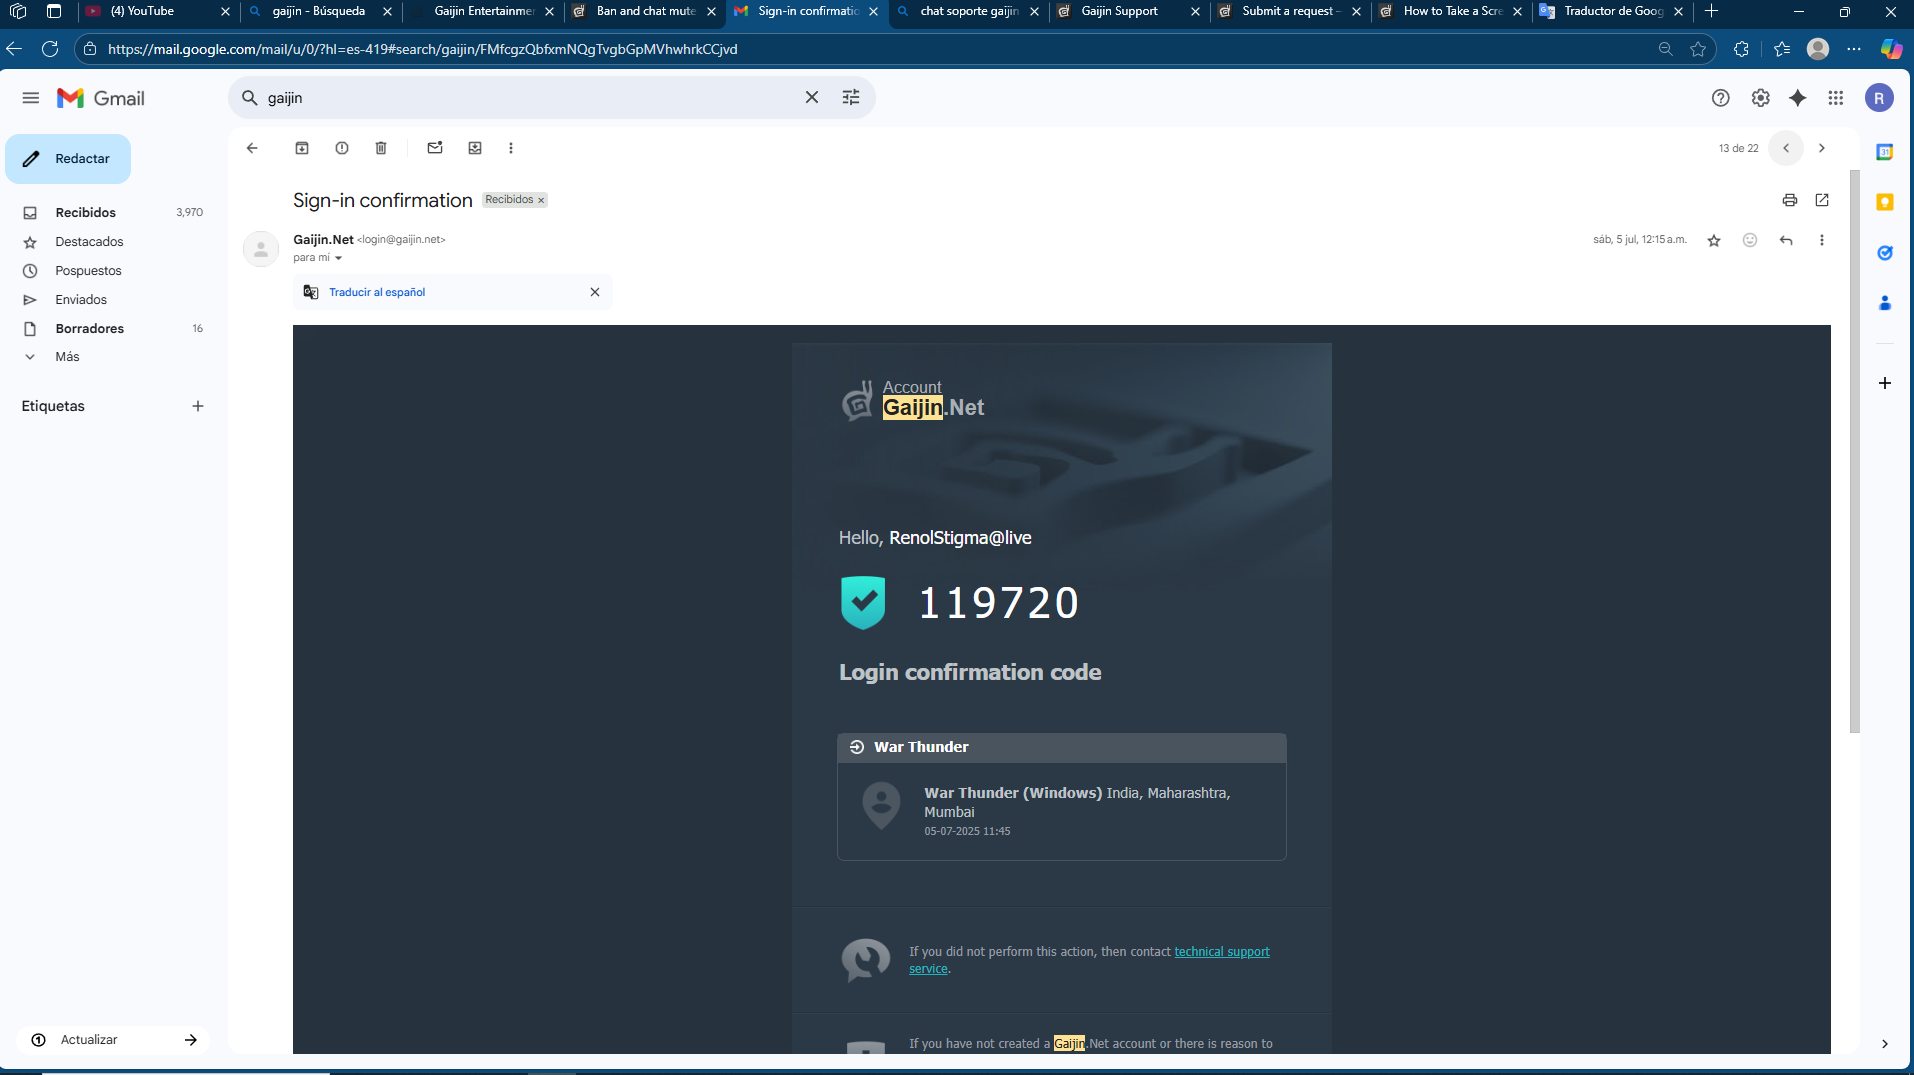 (4) YouTube
gaijin - Búsqueda
Gaijin Entertainmen
Ban and chat mute
Sign-in confirmatio
chat soporte gaijin
Gaijin Support
Submit a request –
How to Take a Scre
Traductor de Goog
https://mail.google.com/mail/u/0/?hl=es-419#search/gaijin/FMfcgzQbfxmNQgTvgbGpMVhwhrkCCjvd
Gmail
gaijin
R
Redactar
13 de 22
Sign-in confirmation
Recibidos ×
Recibidos 3,970
Destacados
Pospuestos
Enviados
Borradores 16
Más
Etiquetas
Gaijin.Net <login@gaijin.net>
sáb, 5 jul, 12:15 a.m.
para mí
Traducir al español
Account
Gaijin.Net
Hello, RenolStigma@live
119720
Login confirmation code
War Thunder
War Thunder (Windows) India, Maharashtra,
Mumbai
05-07-2025 11:45
If you did not perform this action, then contact technical support
service.
If you have not created a Gaijin.Net account or there is reason to
Actualizar